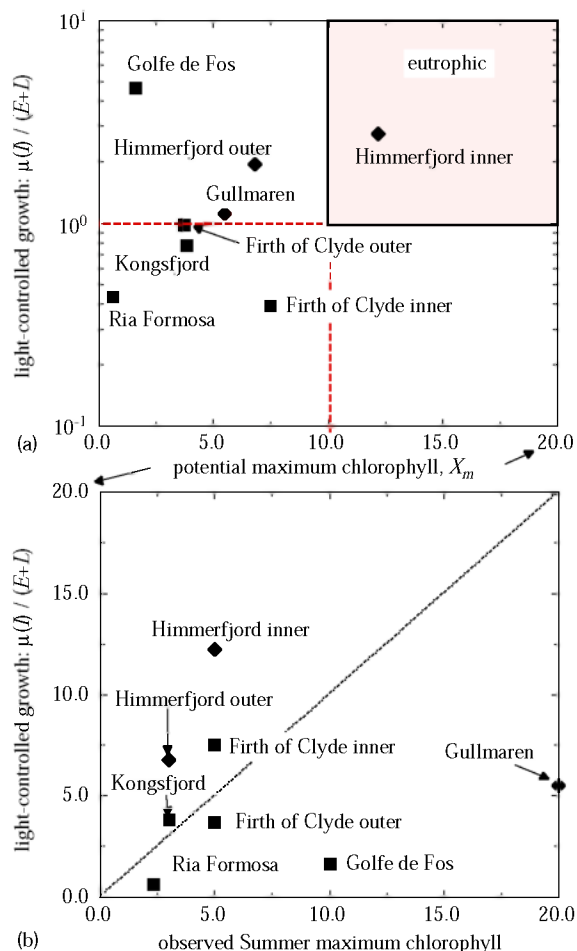 10¹
Golfe de Fos
eutrophic
Himmerfjord outer
Himmerfjord inner
Gullmaren
10⁰
Firth of Clyde outer
Kongsfjord
Ria Formosa
Firth of Clyde inner
light-controlled growth: μ(I) / (E+L)
10⁻¹
(a)
0.0 5.0 10.0 15.0 20.0
potential maximum chlorophyll, Xₘ
20.0
15.0
Himmerfjord inner
10.0
Himmerfjord outer
Firth of Clyde inner
Gullmaren
Kongsfjord
5.0
Firth of Clyde outer
Ria Formosa
Golfe de Fos
light-controlled growth: μ(I) / (E+L)
0.0
0.0 5.0 10.0 15.0 20.0
(b)
observed Summer maximum chlorophyll